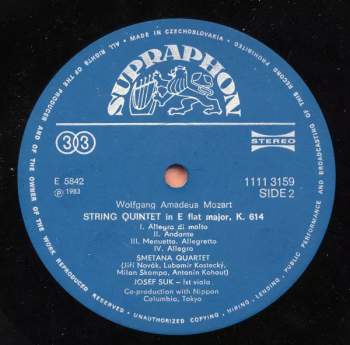 MADE IN CZECHOSLOVAKIA
ALL RIGHTS OF THE PRODUCER AND OF THE OWNER OF THE WORK REPRODUCED RESERVED
UNAUTHORIZED COPYING, HIRING, LENDING, PUBLIC PERFORMANCE AND BROADCASTING OF THIS RECORD PROHIBITED
SUPRAPHON
33
STEREO
E 5842
℗ 1983
1111 3159
SIDE 2
Wolfgang Amadeus Mozart
STRING QUINTET in E flat major, K. 614
I. Allegro di molto
II. Andante
III. Menuetto. Allegretto
IV. Allegro
SMETANA QUARTET
(Jiří Novák, Lubomír Kostecký,
Milan Škampa, Antonín Kohout)
JOSEF SUK - Ist viola
Co-production with Nippon
Columbia, Tokyo